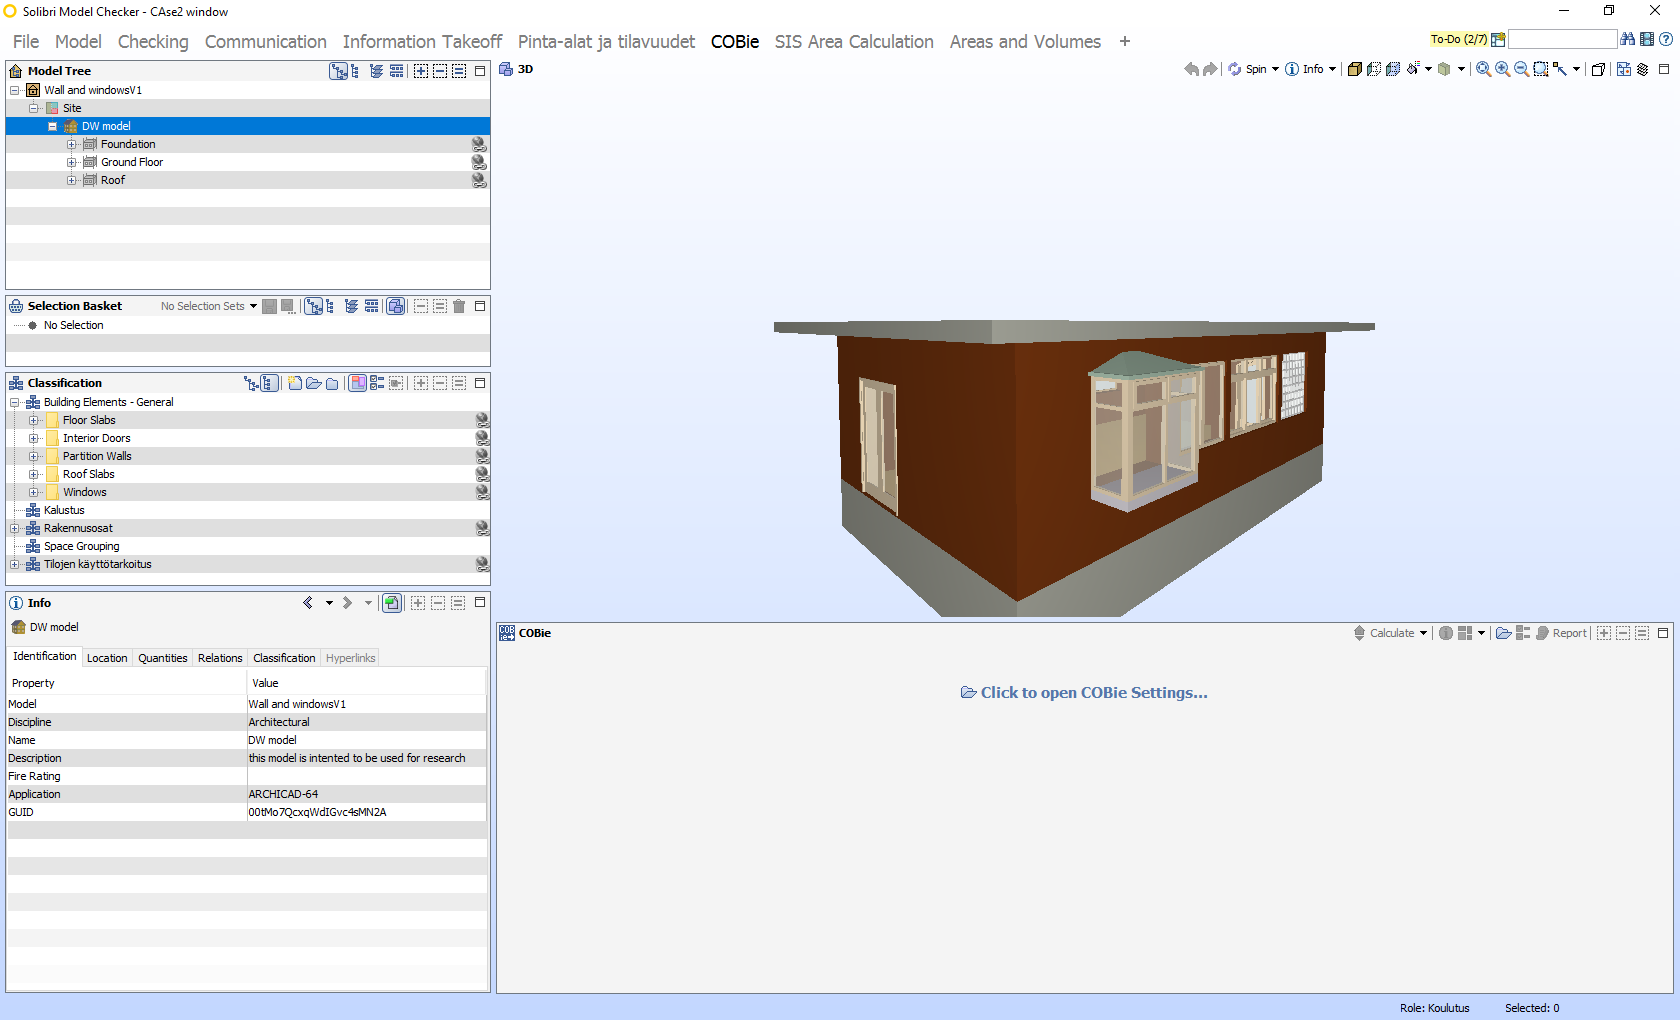 Solibri Model Checker - CAse2 window
File Model Checking Communication Information Takeoff Pinta-alat ja tilavuudet COBie SIS Area Calculation Areas and Volumes +
To-Do (2/7)
Model Tree
Wall and windowsV1
Site
DW model
Foundation
Ground Floor
Roof
Selection Basket No Selection Sets
No Selection
Classification
Building Elements - General
Floor Slabs
Interior Doors
Partition Walls
Roof Slabs
Windows
Kalustus
Rakennusosat
Space Grouping
Tilojen käyttötarkoitus
Info
DW model
Identification Location Quantities Relations Classification Hyperlinks
Property Value
Model Wall and windowsV1
Discipline Architectural
Name DW model
Description this model is intented to be used for research
Fire Rating
Application ARCHICAD-64
GUID 00tMo7QcxqWdIGvc4sMN2A
3D Spin Info
COBie Calculate Report
Click to open COBie Settings...
Role: Koulutus Selected: 0